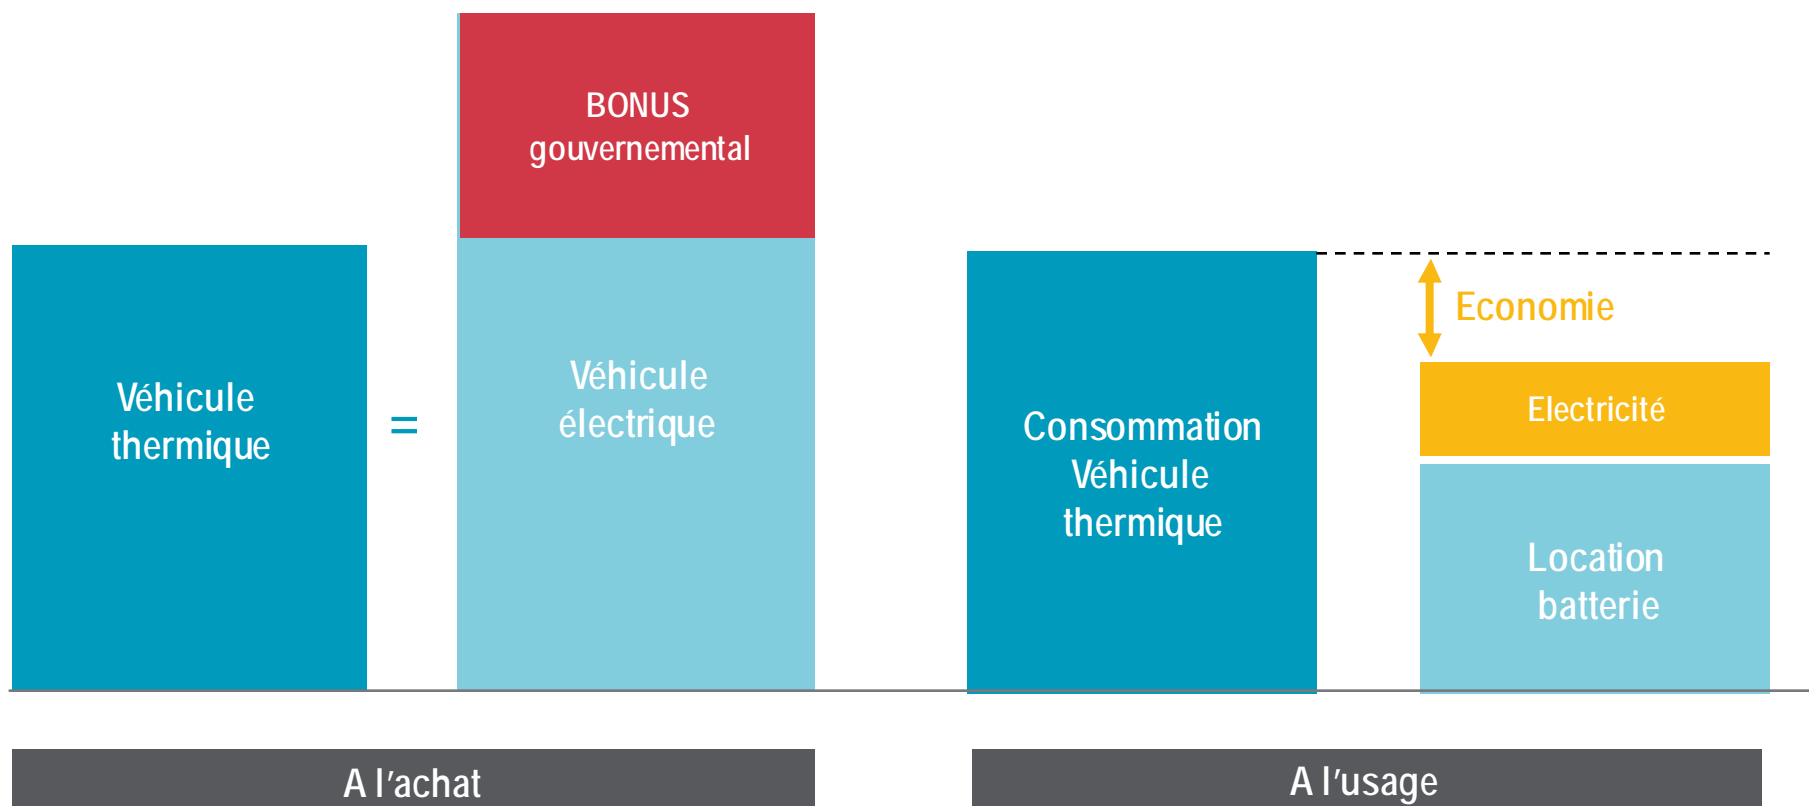 BONUS
gouvernemental
Véhicule
thermique
=
Véhicule
électrique
A l'achat
Consommation
Véhicule
thermique
Economie
Electricité
Location
batterie
A l'usage